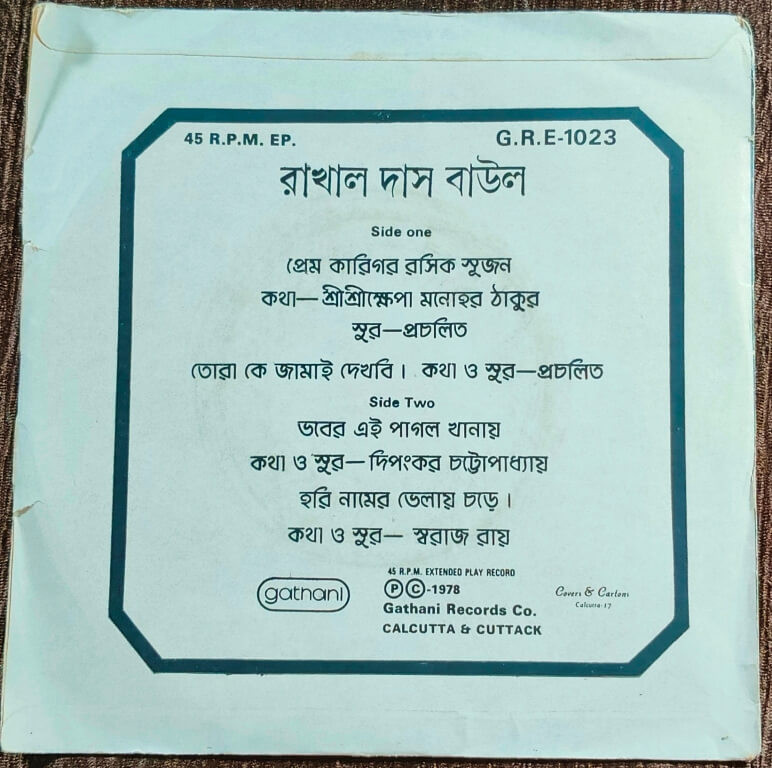 45 R.P.M. EP. G.R.E-1023
রাখাল দাস বাউল
Side one
প্রেম কারিগর রসিক সুজন
কথা—শ্রীশ্রীক্ষেপা মনোহর ঠাকুর
সুর—প্রচলিত
তোরা কে জামাই দেখবি। কথা ও সুর—প্রচলিত
Side Two
ভবের এই পাগল খানায়
কথা ও সুর—দিপংকর চট্টোপাধ্যায়
হরি নামের ভেলায় চড়ে।
কথা ও সুর— স্বরাজ রায়
45 R.P.M. EXTENDED PLAY RECORD
gathani Ⓟ Ⓒ-1978 Covers & Cartons
Gathani Records Co. Calcutta-17
CALCUTTA & CUTTACK